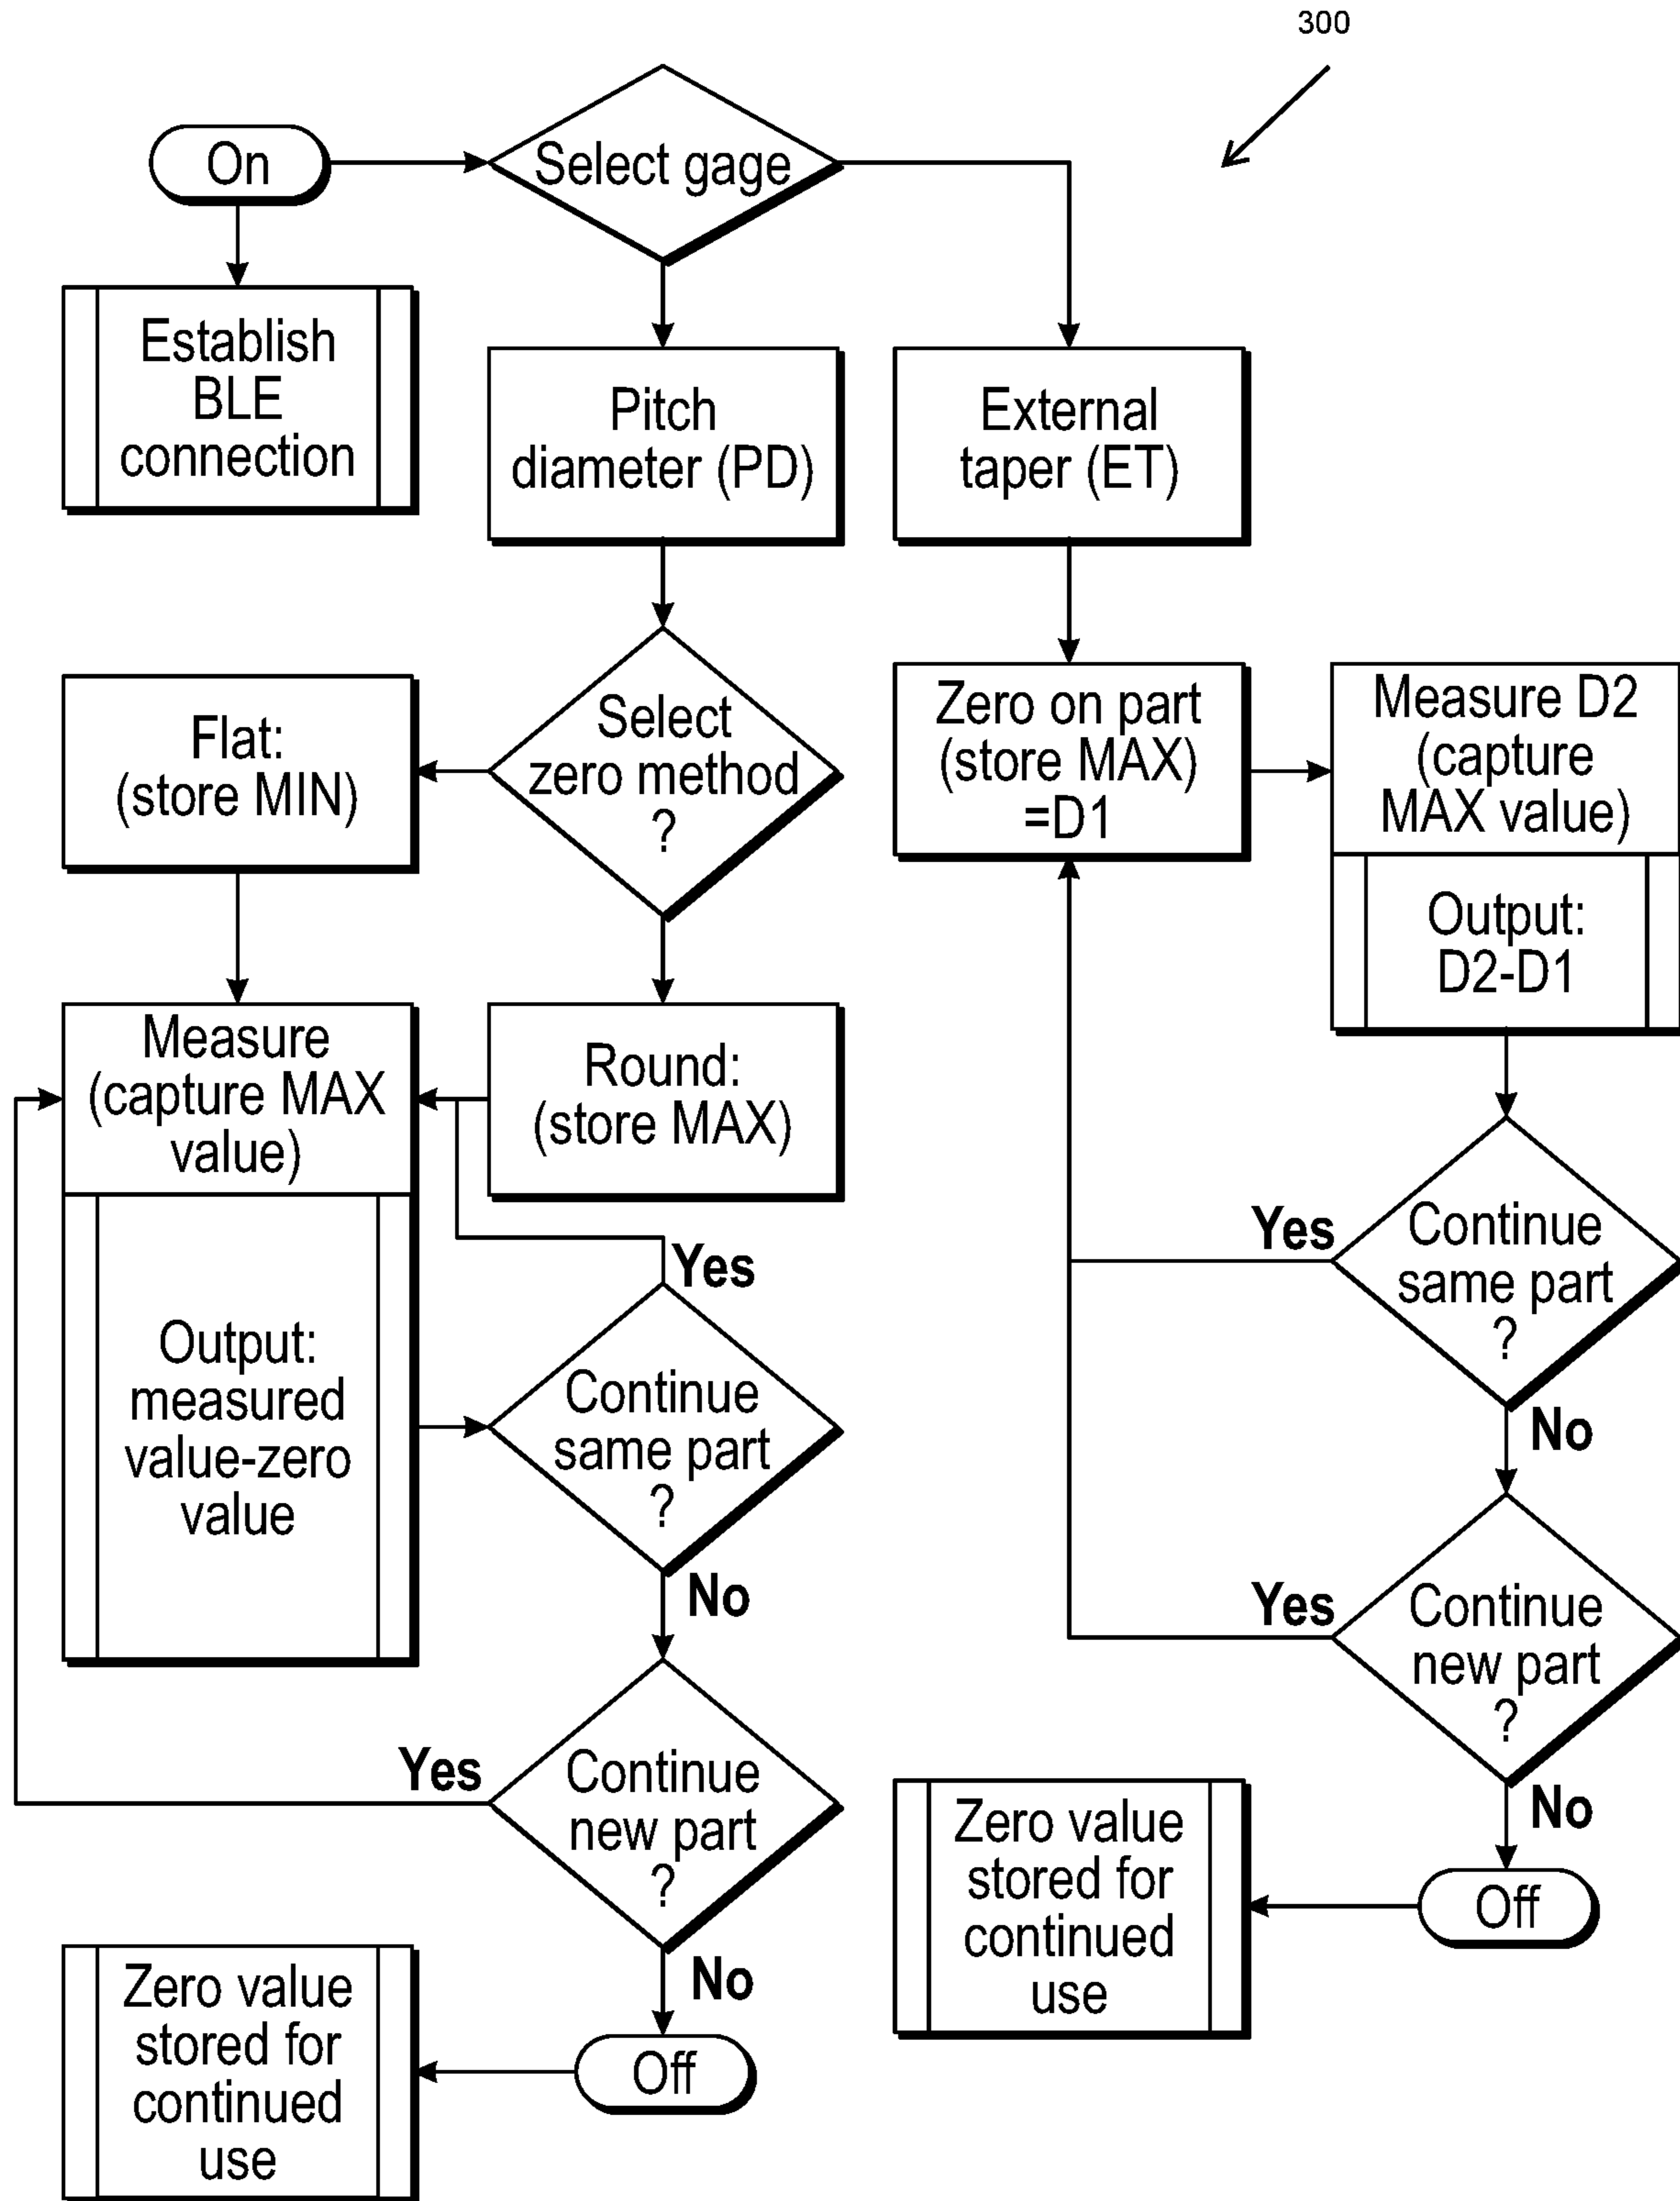 300
On
Select gage
Establish
BLE
connection
Pitch
diameter (PD)
External
taper (ET)
Flat:
(store MIN)
Select
zero method
?
Zero on part
(store MAX)
=D1
Measure D2
(capture
MAX value)
Output:
D2-D1
Measure
(capture MAX
value)
Round:
(store MAX)
Yes
Continue
same part
?
No
Output:
measured
value-zero
value
Yes
Continue
same part
?
No
Yes
Continue
new part
?
No
Yes
Continue
new part
?
No
Zero value
stored for
continued
use
Off
Zero value
stored for
continued
use
Off